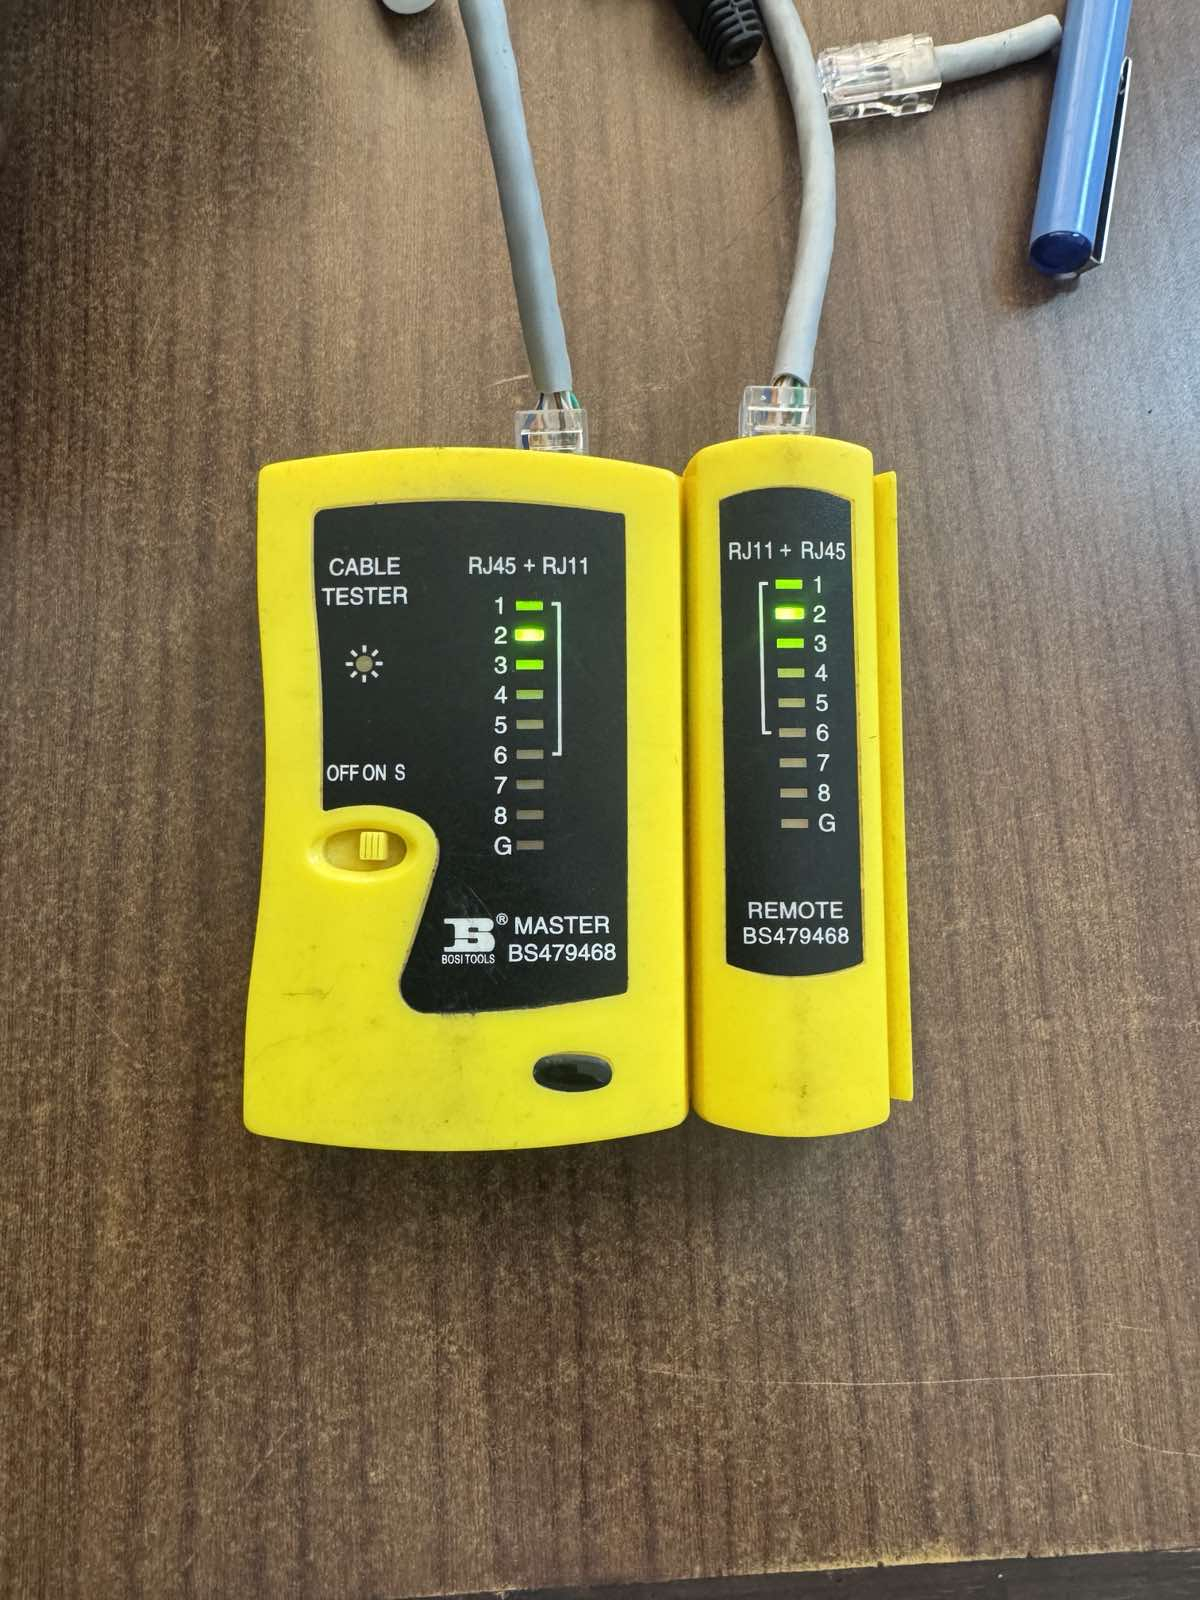 CABLE
TESTER
OFF ON S
RJ45 + RJ11
1
2
3
4
5
6
7
8
G
B®
BOSI TOOLS
MASTER
BS479468
RJ11 + RJ45
1
2
3
4
5
6
7
8
G
REMOTE
BS479468